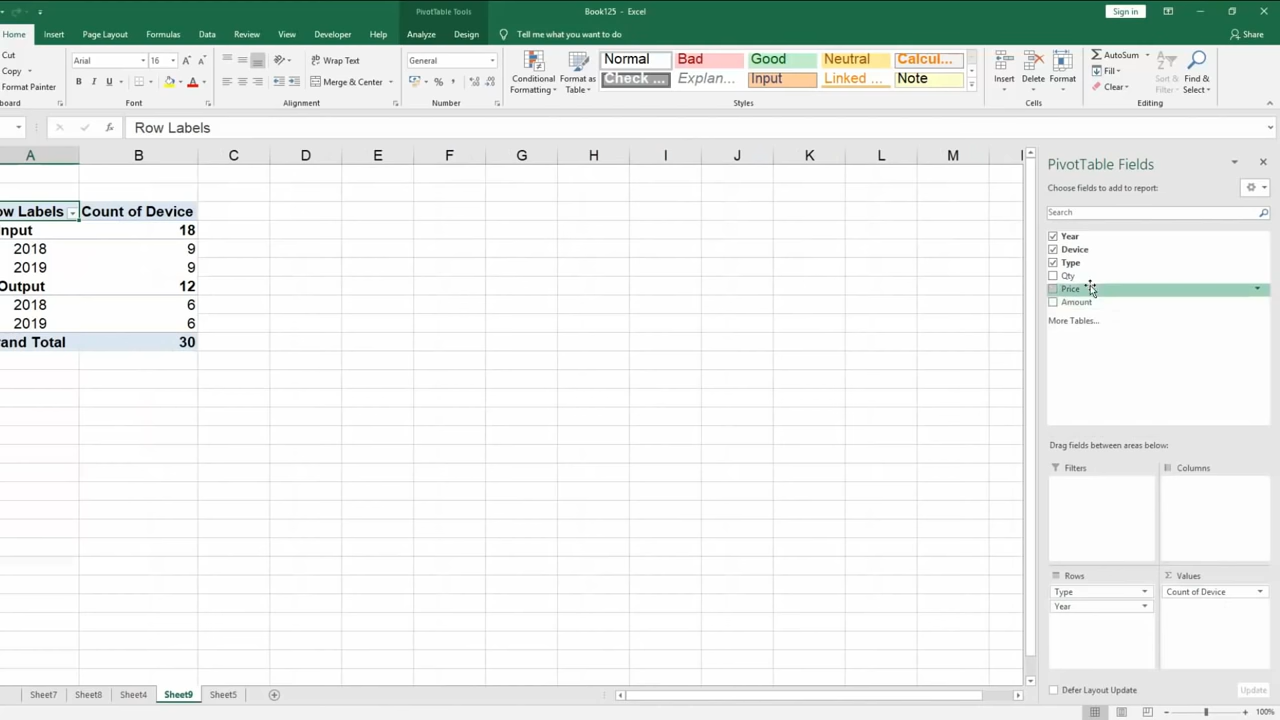 PivotTable Tools
Book125 - Excel
Sign in
Home Insert Page Layout Formulas Data Review View Developer Help Analyze Design Tell me what you want to do Share
Cut
Copy
Format Painter
Arial 16
B I U
Wrap Text
Merge & Center
General
Conditional Formatting
Format as Table
Normal Bad Good Neutral Calcul...
Check ... Explan... Input Linked ... Note
Insert Delete Format
AutoSum
Fill
Clear
Sort & Filter
Find & Select
Font Alignment Number Styles Cells Editing
Row Labels
A B C D E F G H I J K L M
ow Labels Count of Device
nput 18
2018 9
2019 9
Output 12
2018 6
2019 6
rand Total 30
PivotTable Fields
Choose fields to add to report:
Search
Year
Device
Type
Qty
Price
Amount
More Tables...
Drag fields between areas below:
Filters Columns
Rows Values
Type Count of Device
Year
Defer Layout Update Update
Sheet7 Sheet8 Sheet4 Sheet9 Sheet5
100%